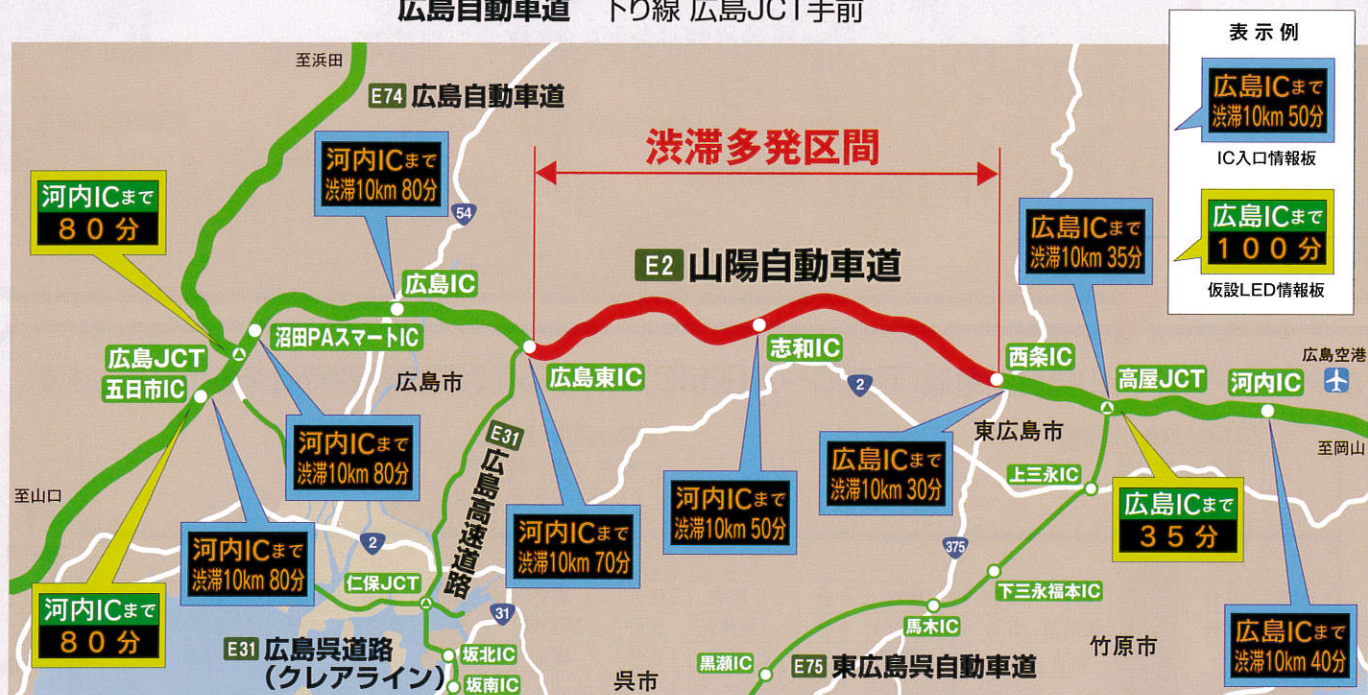 広島自動車道 下り線 広島JCT手前
表示例
広島ICまで
渋滞10km 50分
IC入口情報板
広島ICまで
100分
仮設LED情報板
至浜田
E74 広島自動車道
渋滞多発区間
河内ICまで
渋滞10km 80分
54
河内ICまで
80分
広島ICまで
渋滞10km 35分
E2 山陽自動車道
広島IC
沼田PAスマートIC
広島JCT
五日市IC
広島市
広島東IC
志和IC
2
西条IC
高屋JCT
河内IC
広島空港
至岡山
東広島市
河内ICまで
渋滞10km 80分
E31 広島高速道路
広島ICまで
渋滞10km 30分
上三永IC
至山口
河内ICまで
渋滞10km 50分
広島ICまで
35分
河内ICまで
渋滞10km 80分
2
河内ICまで
渋滞10km 70分
375
仁保JCT
31
下三永福本IC
河内ICまで
80分
馬木IC
広島ICまで
渋滞10km 40分
E31 広島呉道路
(クレアライン)
坂北IC
坂南IC
呉市
黒瀬IC
E75 東広島呉自動車道
竹原市